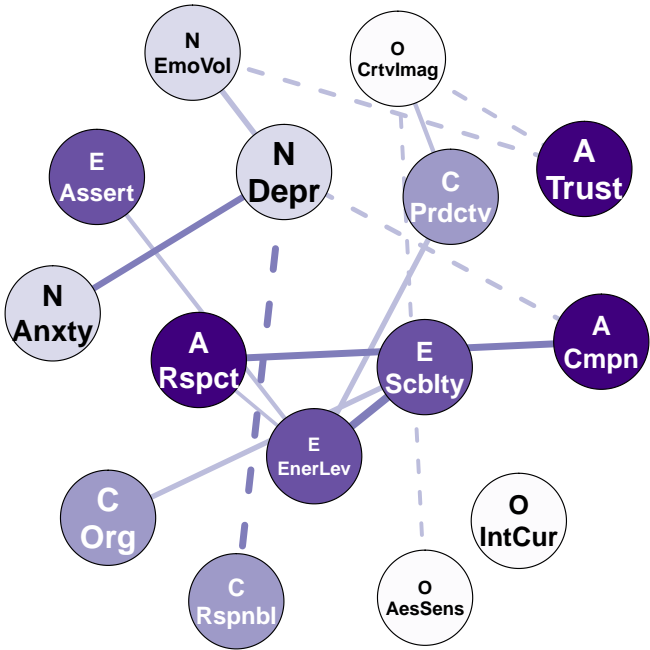 N
EmoVol
O
CrtvImag
E
Assert
N
Depr
C
Prdctv
A
Trust
N
Anxty
A
Rspct
E
Scblty
A
Cmpn
E
EnerLev
C
Org
O
IntCur
C
Rspnbl
O
AesSens